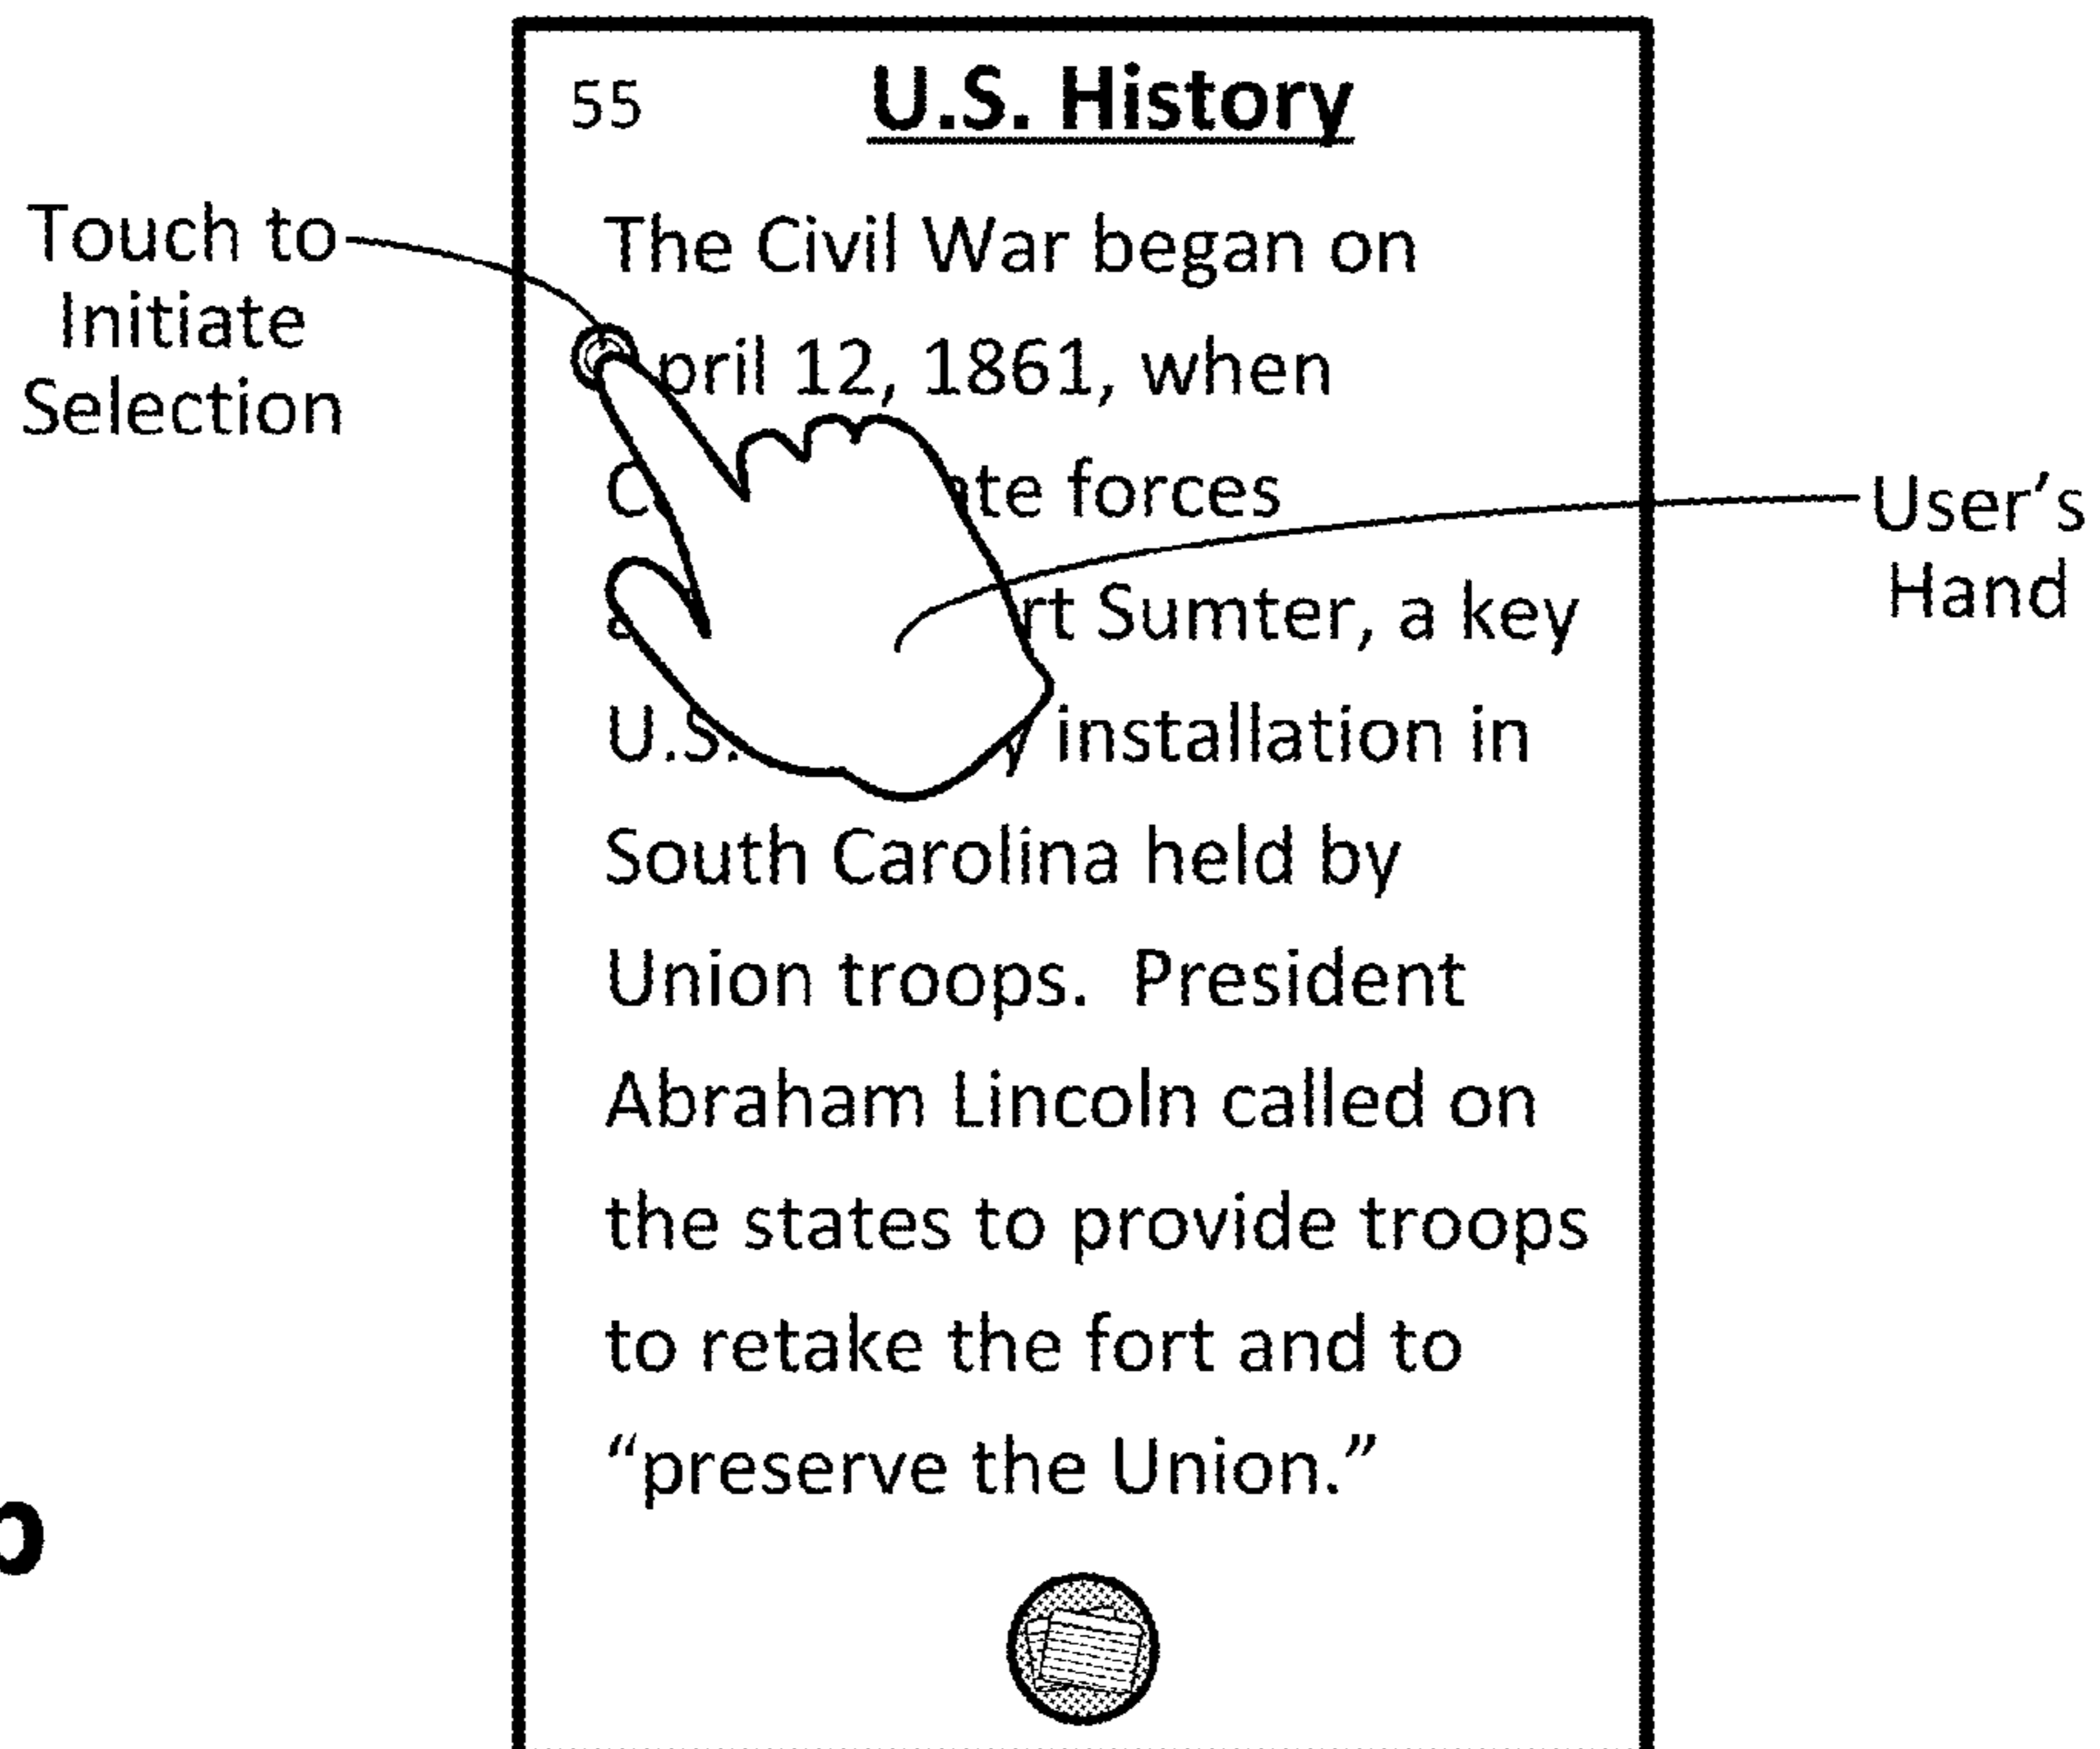 55 U.S. History
Touch to
Initiate
Selection
The Civil War began on
pril 12, 1861, when
te forces
User's
Hand
rt Sumter, a key
U.S. installation in
South Carolina held by
Union troops. President
Abraham Lincoln called on
the states to provide troops
to retake the fort and to
“preserve the Union.”